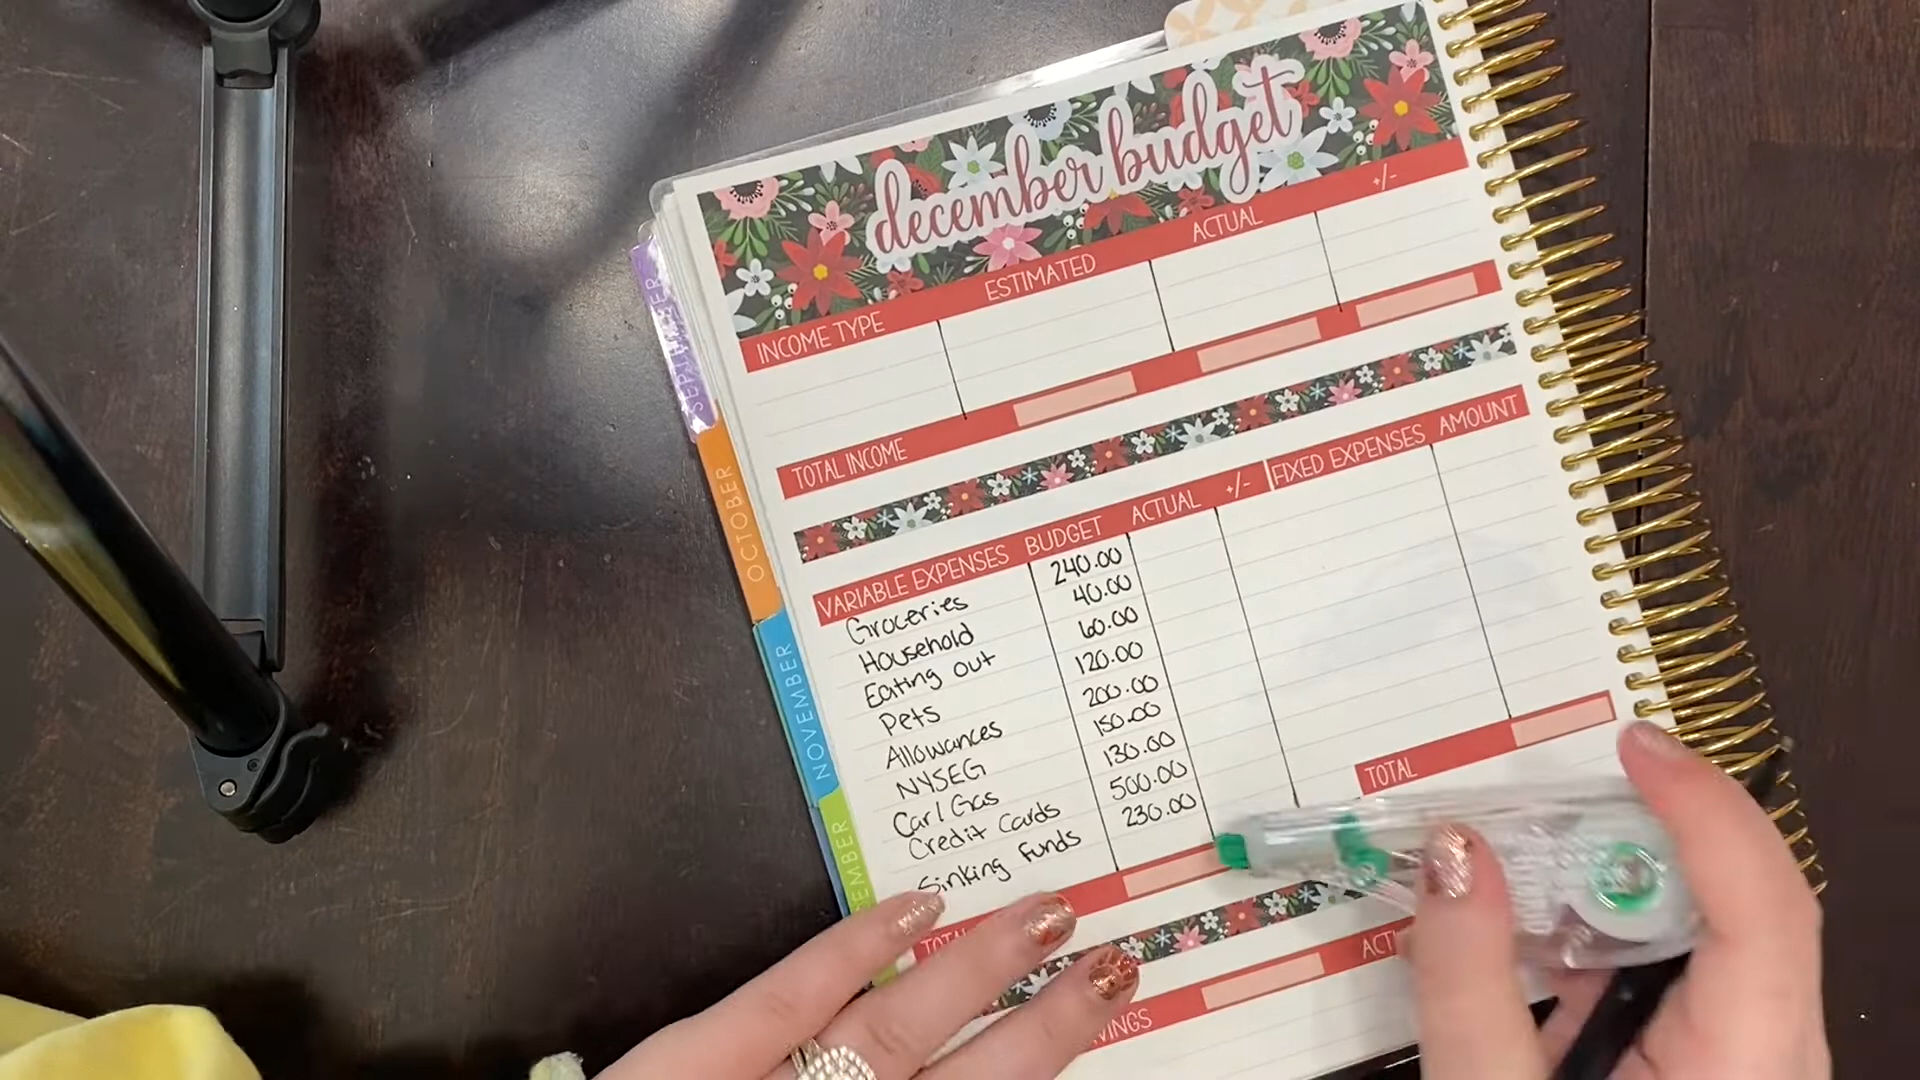 december budget
INCOME TYPE ESTIMATED ACTUAL +/-
TOTAL INCOME
VARIABLE EXPENSES BUDGET ACTUAL +/- FIXED EXPENSES AMOUNT
Groceries 240.00
Household 40.00
Eating out 60.00
Pets 120.00
Allowances 200.00
NYSEG 150.00
Car/Gas 130.00
Credit Cards 500.00
Sinking Funds 230.00
TOTAL
SEPTEMBER
OCTOBER
NOVEMBER